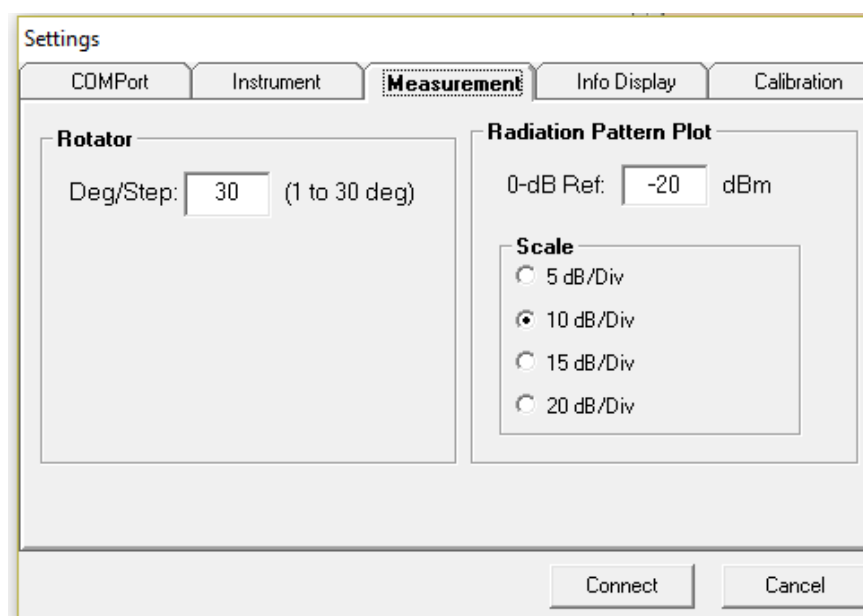 Settings
COMPort
Instrument
Measurement
Info Display
Calibration
Rotator
Deg/Step: 30 (1 to 30 deg)
Radiation Pattern Plot
0-dB Ref: -20 dBm
Scale
5 dB/Div
10 dB/Div
15 dB/Div
20 dB/Div
Connect
Cancel